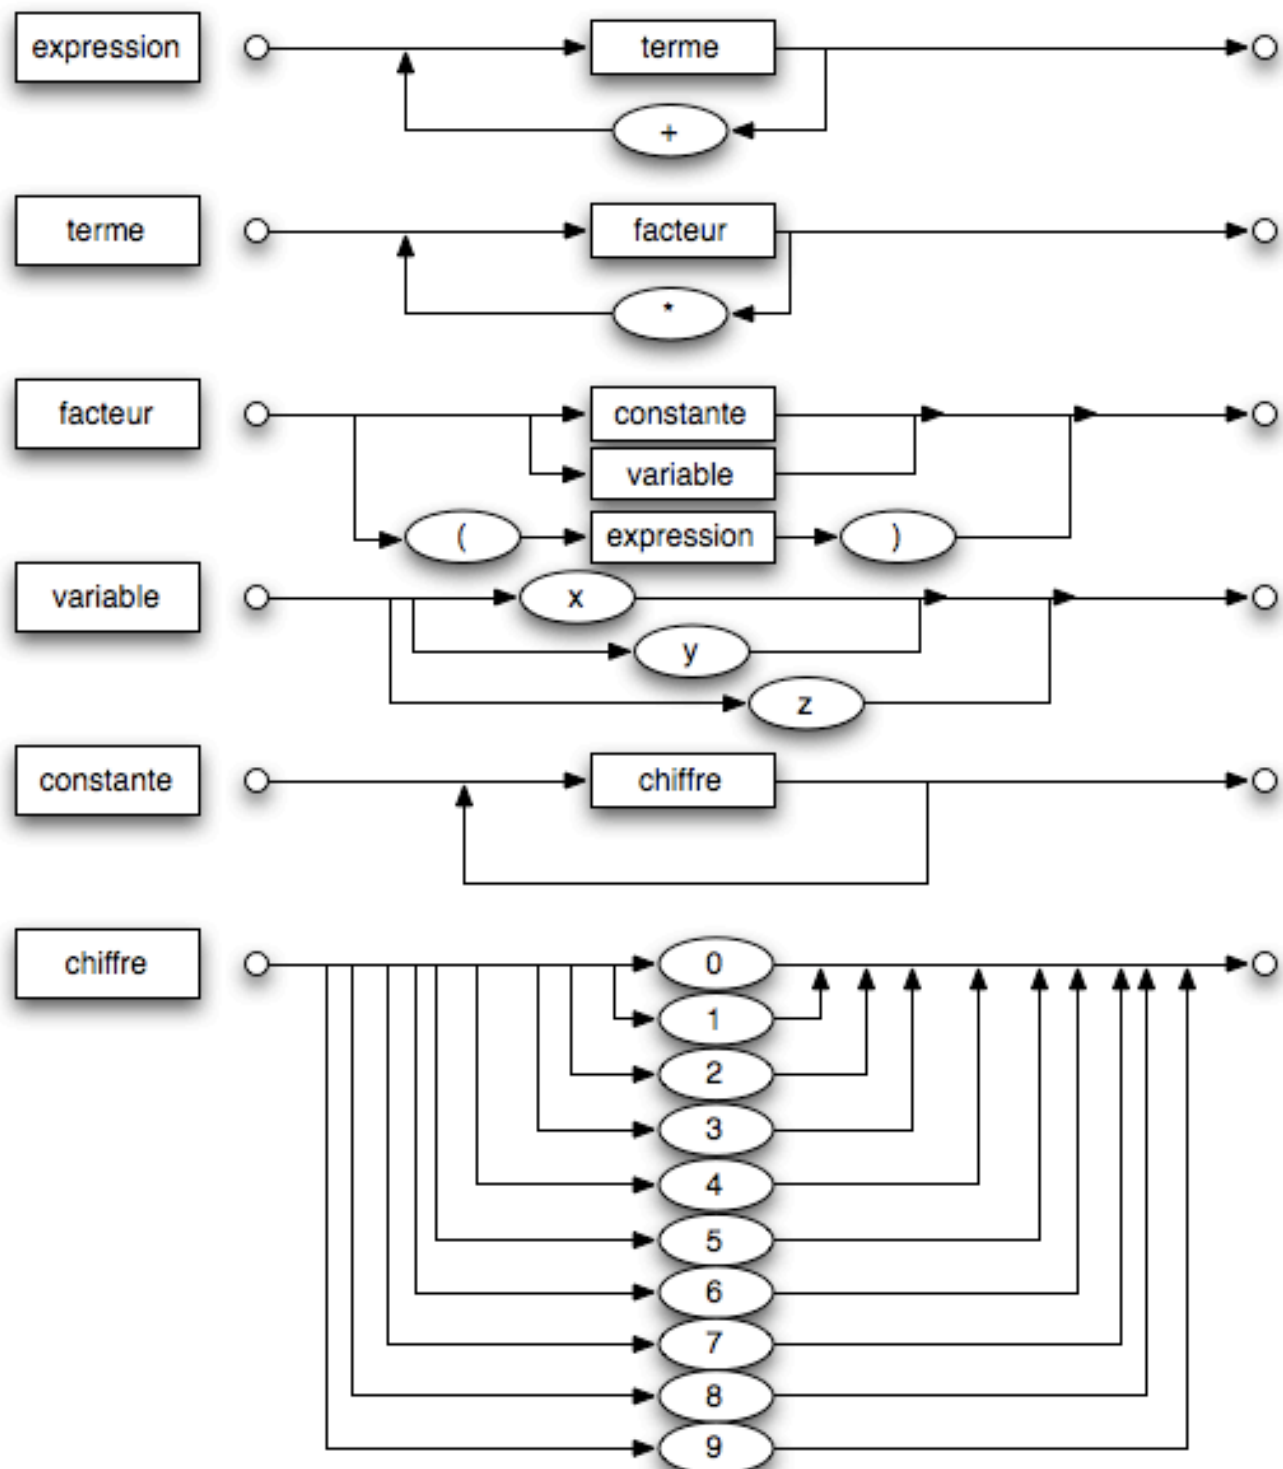 expression terme
+
terme facteur
*
facteur constante
variable
( expression )
variable x
y
z
constante chiffre
chiffre 0
1
2
3
4
5
6
7
8
9